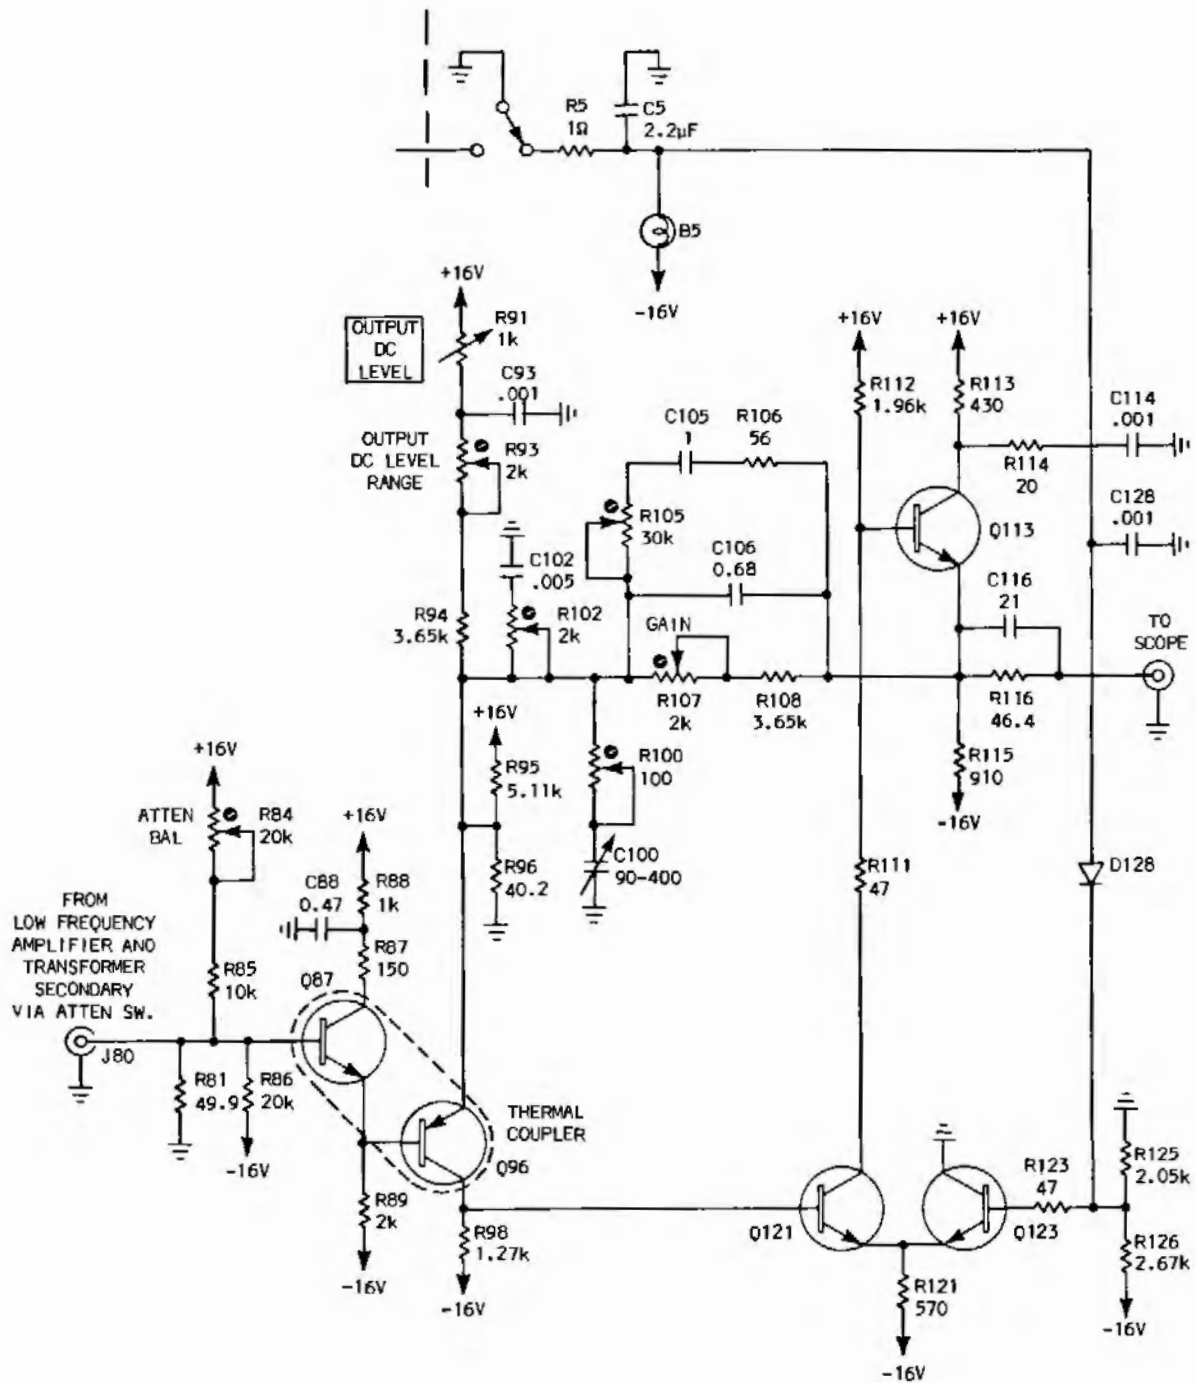 R5
1Ω
C5
2.2µF
B5
-16V
+16V
OUTPUT
DC
LEVEL
R91
1k
C93
.001
OUTPUT
DC LEVEL
RANGE
R93
2k
C102
.005
R94
3.65k
R102
2k
C105
1
R106
56
R105
30k
C106
0.68
GAIN
R107
2k
R108
3.65k
+16V
+16V
R112
1.96k
R113
430
C114
.001
R114
20
Q113
C128
.001
C116
21
TO
SCOPE
R116
46.4
R115
910
-16V
+16V
R95
5.11k
R96
40.2
R100
100
C100
90-400
R111
47
D128
+16V
ATTEN
BAL
R84
20k
+16V
C88
0.47
R88
1k
R87
150
FROM
LOW FREQUENCY
AMPLIFIER AND
TRANSFORMER
SECONDARY
VIA ATTEN SW.
R85
10k
Q87
J80
R81
49.9
R86
20k
-16V
THERMAL
COUPLER
Q96
R89
2k
-16V
R98
1.27k
-16V
Q121
Q123
R123
47
R125
2.05k
R126
2.67k
-16V
R121
570
-16V